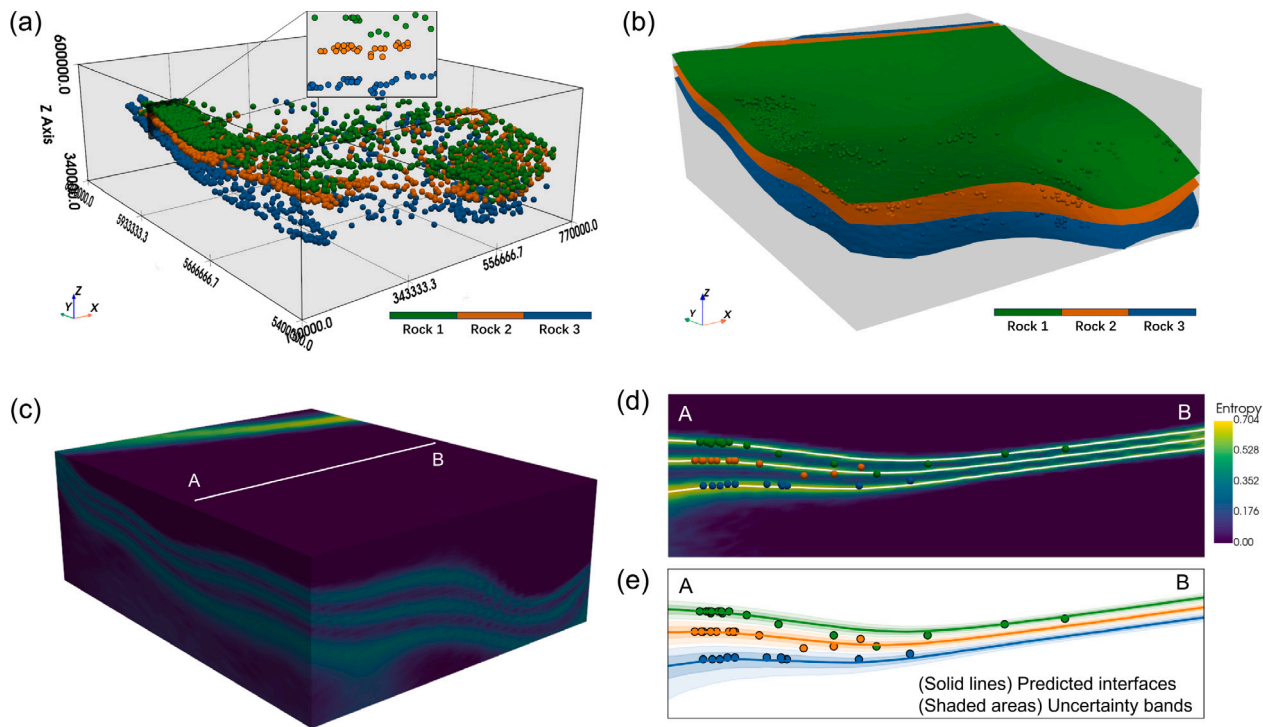 (a)
600000.0
Z Axis
340000.0
5933333.3
5666666.7
343333.3
556666.7
770000.0
Z
Y
X
Rock 1
Rock 2
Rock 3
(b)
Z
Y
X
Rock 1
Rock 2
Rock 3
(c)
A
B
(d)
A
B
Entropy
0.704
0.528
0.352
0.176
0.00
(e)
A
B
(Solid lines) Predicted interfaces
(Shaded areas) Uncertainty bands